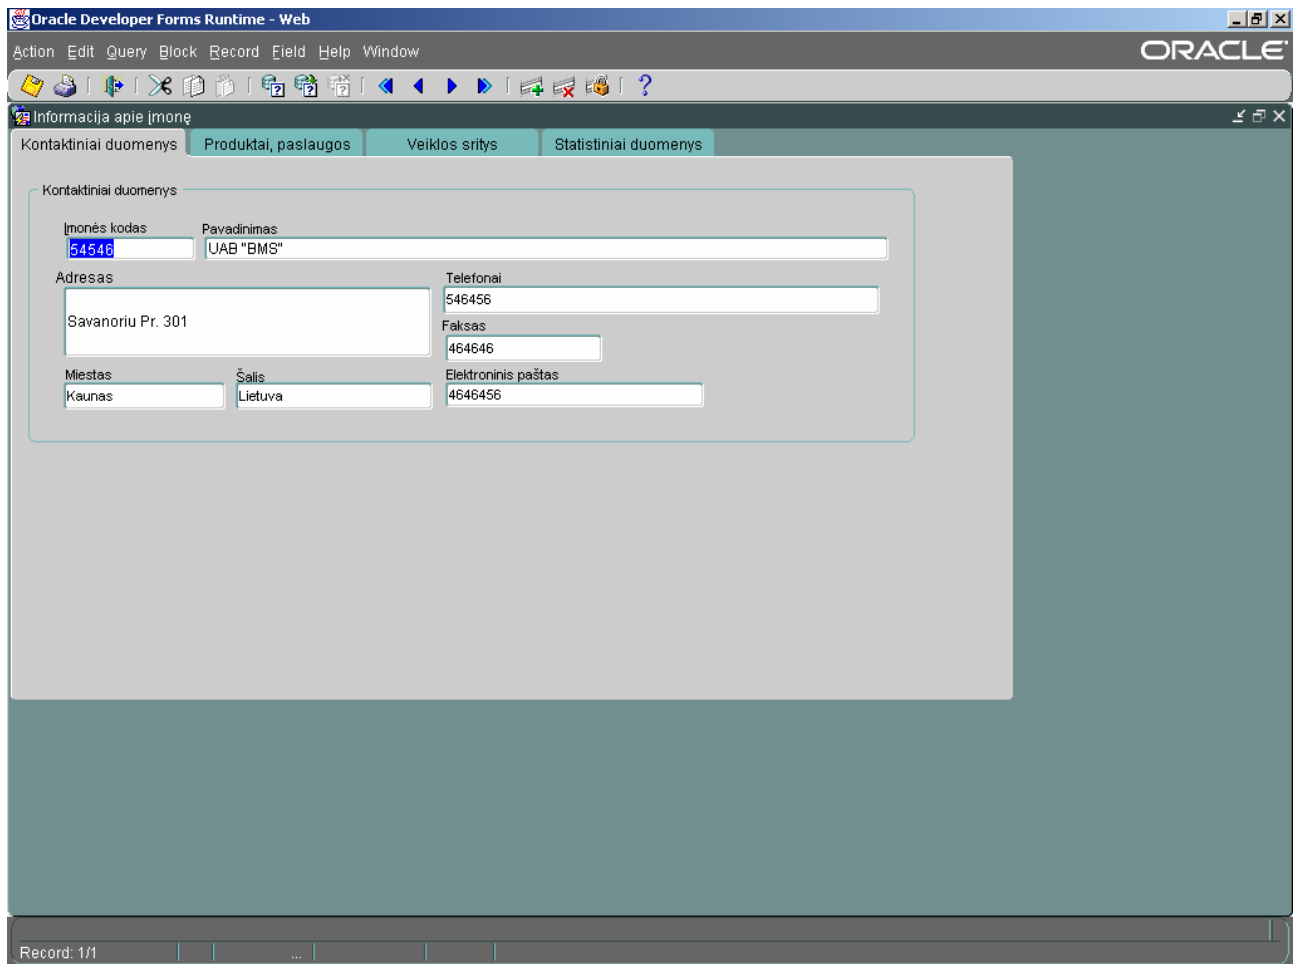 Oracle Developer Forms Runtime - Web
Action Edit Query Block Record Field Help Window
ORACLE
Informacija apie įmonę
Kontaktiniai duomenys Produktai, paslaugos Veiklos sritys Statistiniai duomenys
Kontaktiniai duomenys
Įmonės kodas Pavadinimas
54546 UAB "BMS"
Adresas Telefonai
546456
Savanoriu Pr. 301
Faksas
464646
Miestas Šalis Elektroninis paštas
Kaunas Lietuva 4646456
Record: 1/1 ...